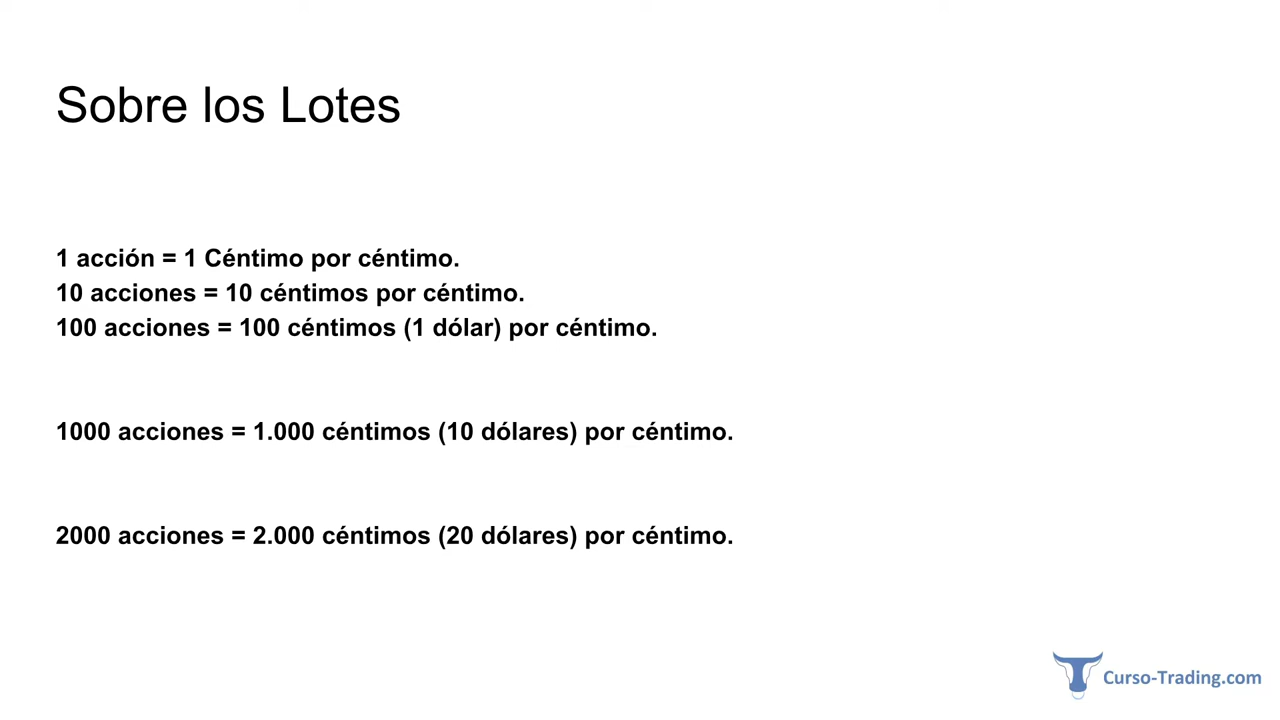 Sobre los Lotes
1 acción = 1 Céntimo por céntimo.
10 acciones = 10 céntimos por céntimo.
100 acciones = 100 céntimos (1 dólar) por céntimo.
1000 acciones = 1.000 céntimos (10 dólares) por céntimo.
2000 acciones = 2.000 céntimos (20 dólares) por céntimo.
Curso-Trading.com